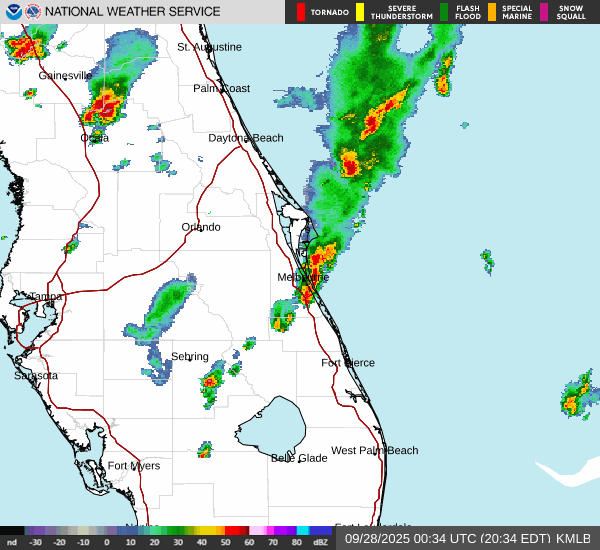 NATIONAL WEATHER SERVICE
TORNADO
SEVERE THUNDERSTORM
FLASH FLOOD
SPECIAL MARINE
SNOW SQUALL
St. Augustine
Gainesville
Palm Coast
Ocala
Daytona Beach
Orlando
Melbourne
Tampa
Sebring
Fort Pierce
Sarasota
West Palm Beach
Belle Glade
Fort Myers
Fort Lauderdale
nd -30 -20 -10 0 10 20 30 40 50 60 70 80 dBZ
09/28/2025 00:34 UTC (20:34 EDT) KMLB